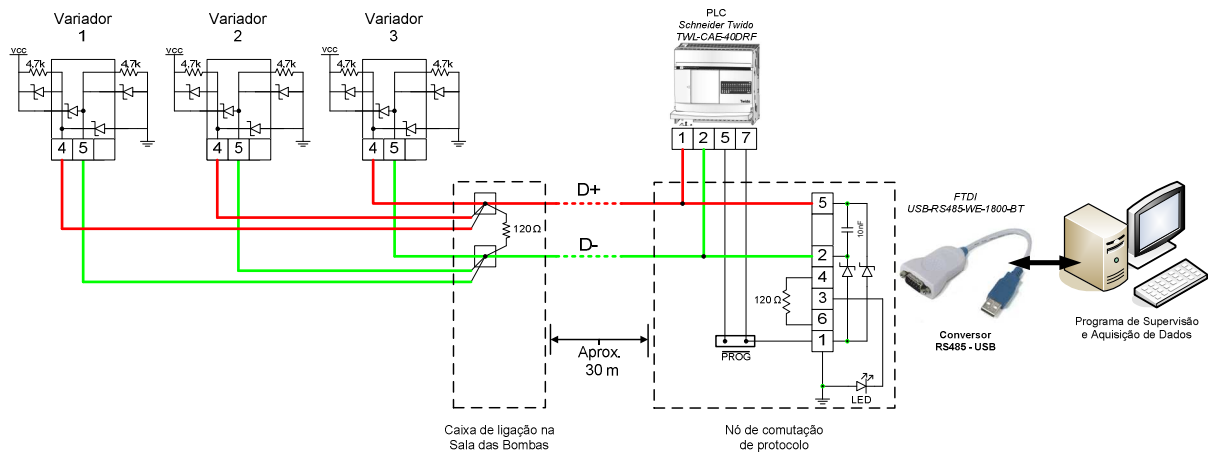 Variador
1
Variador
2
Variador
3
vcc
4,7k
4,7k
vcc
4,7k
4,7k
vcc
4,7k
4,7k
4 5
4 5
4 5
PLC
Schneider Twido
TWL-CAE-40DRF
Twido
1 2 5 7
D+
D-
120 Ω
5
10nF
2
4
3
6
1
120 Ω
PROG
LED
Aprox.
30 m
Caixa de ligação na
Sala das Bombas
Nó de comutação
de protocolo
FTDI
USB-RS485-WE-1800-BT
Conversor
RS485 - USB
Programa de Supervisão
e Aquisição de Dados